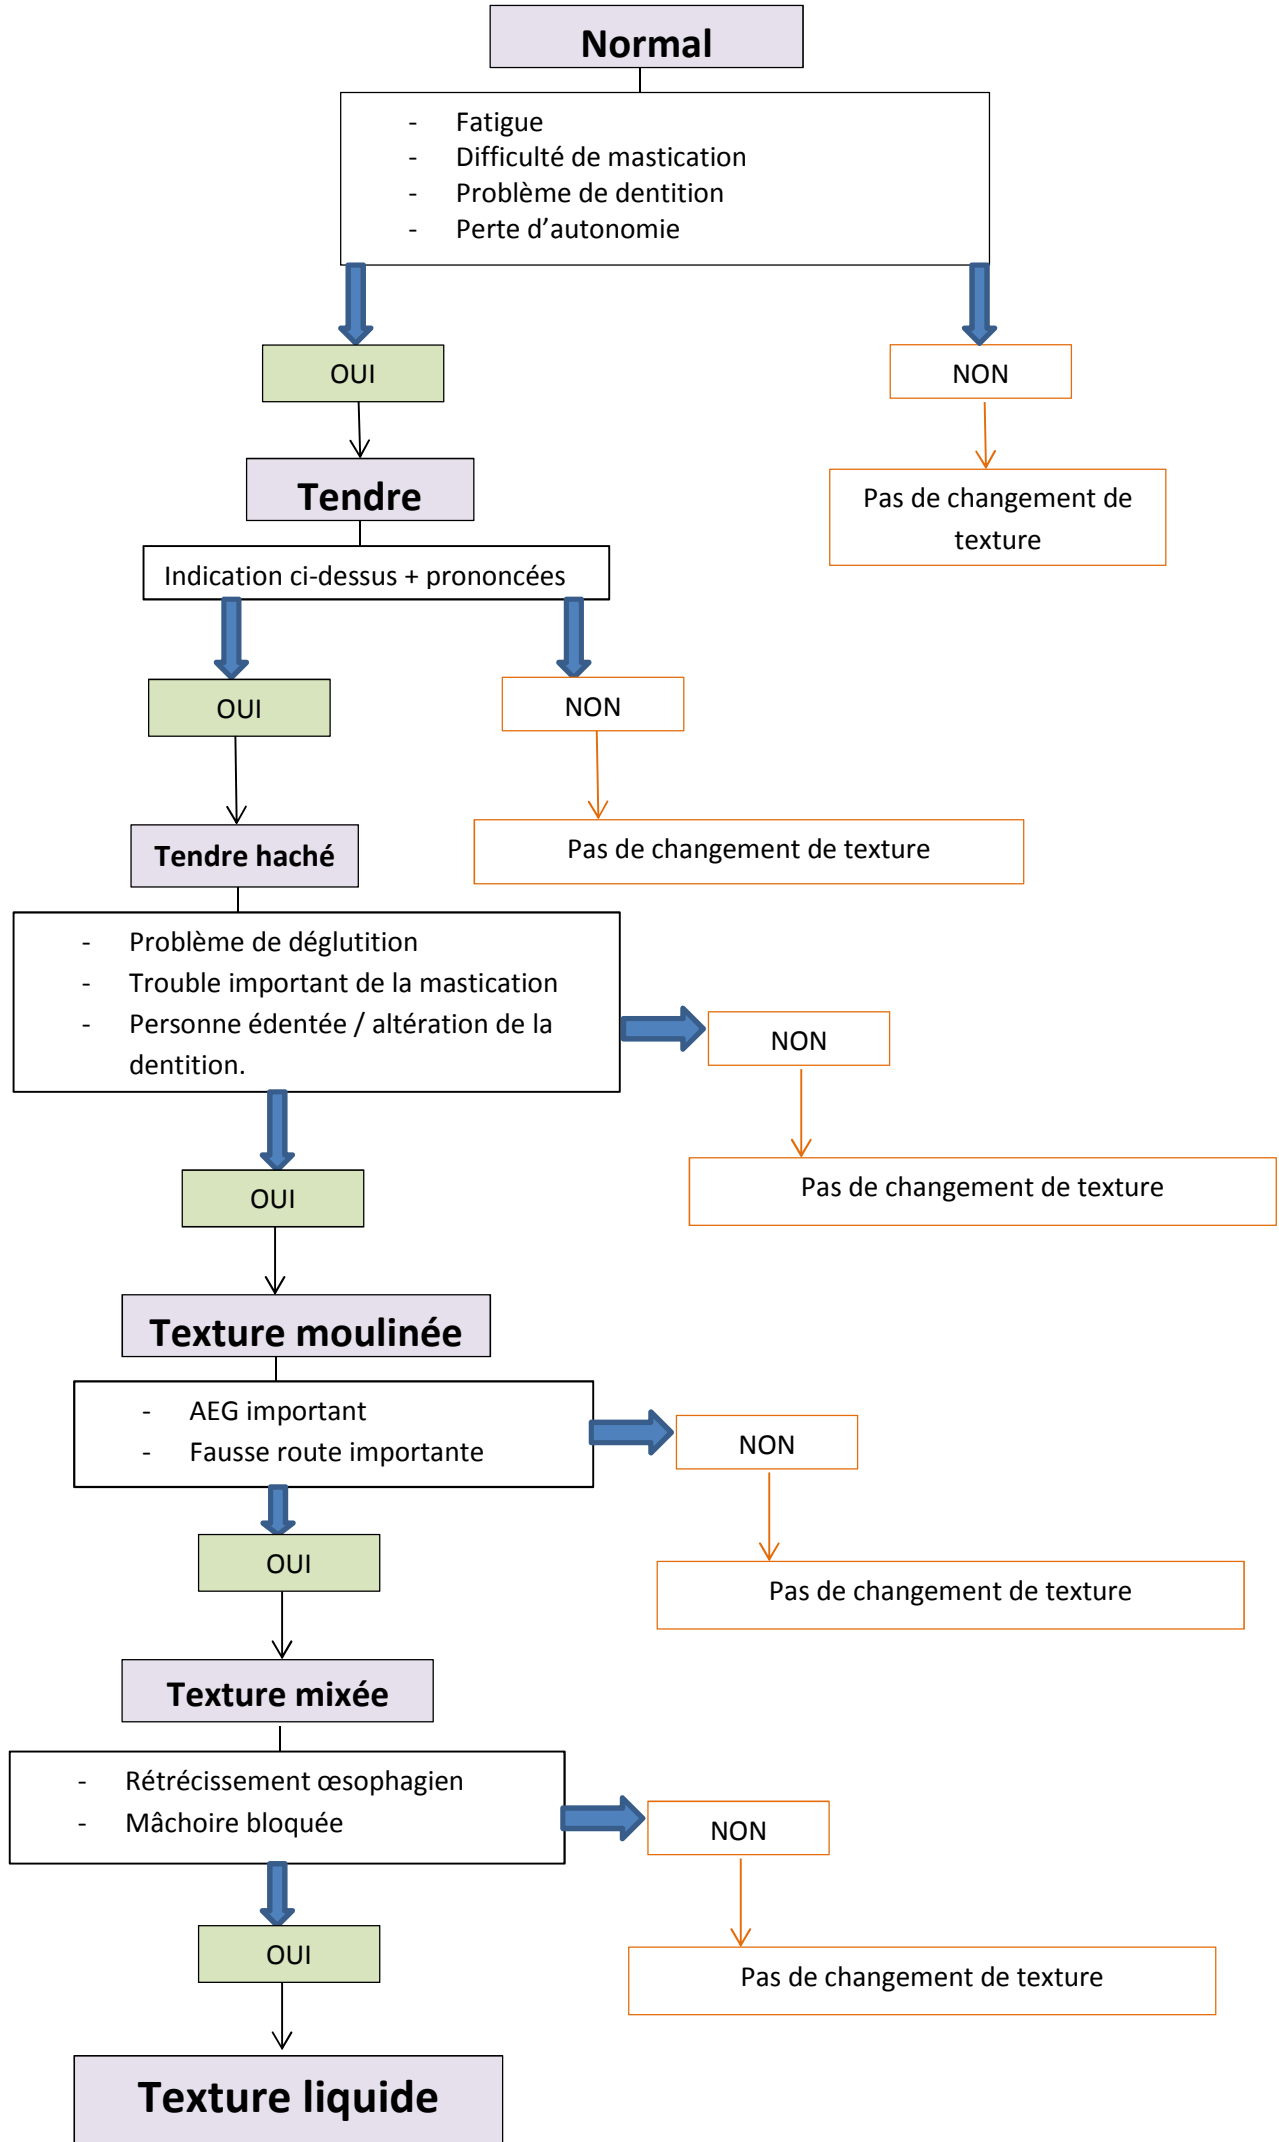 Normal
- Fatigue
- Difficulté de mastication
- Problème de dentition
- Perte d’autonomie
OUI
NON
Tendre
Pas de changement de
texture
Indication ci-dessus + prononcées
OUI
NON
Tendre haché
Pas de changement de texture
- Problème de déglutition
- Trouble important de la mastication
- Personne édentée / altération de la
dentition.
NON
Pas de changement de texture
OUI
Texture moulinée
- AEG important
- Fausse route importante
NON
OUI
Pas de changement de texture
Texture mixée
- Rétrécissement œsophagien
- Mâchoire bloquée
NON
OUI
Pas de changement de texture
Texture liquide